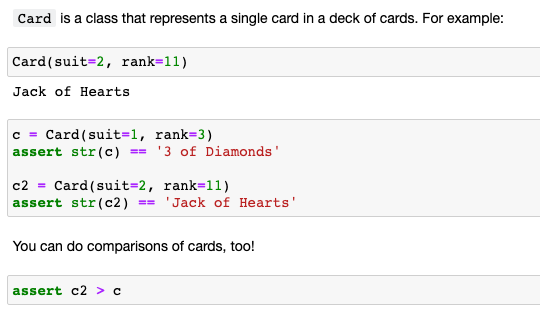 Card is a class that represents a single card in a deck of cards. For example:
Card(suit=2, rank=11)
Jack of Hearts
c = Card(suit=1, rank=3)
assert str(c) == '3 of Diamonds'
c2 = Card(suit=2, rank=11)
assert str(c2) == 'Jack of Hearts'
You can do comparisons of cards, too!
assert c2 > c